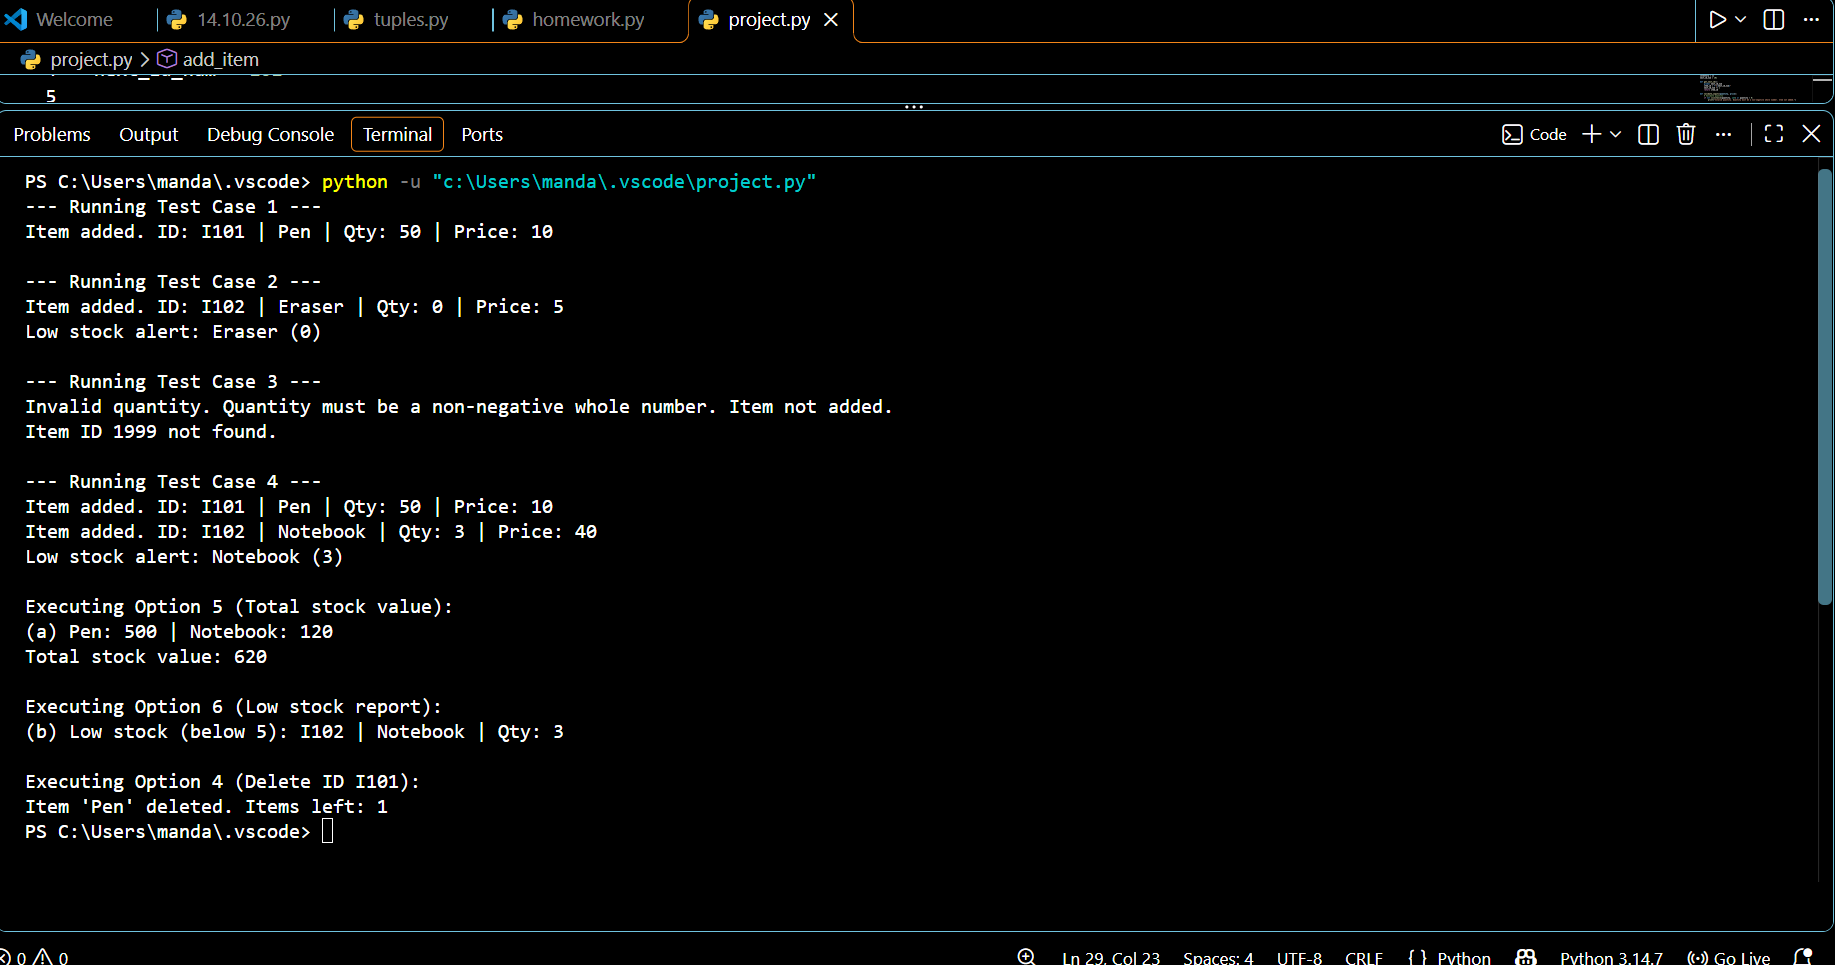 Welcome
14.10.26.py
tuples.py
homework.py
project.py
project.py > add_item
5
Problems Output Debug Console Terminal Ports
Code
PS C:\Users\manda\.vscode> python -u "c:\Users\manda\.vscode\project.py"
--- Running Test Case 1 ---
Item added. ID: I101 | Pen | Qty: 50 | Price: 10
--- Running Test Case 2 ---
Item added. ID: I102 | Eraser | Qty: 0 | Price: 5
Low stock alert: Eraser (0)
--- Running Test Case 3 ---
Invalid quantity. Quantity must be a non-negative whole number. Item not added.
Item ID 1999 not found.
--- Running Test Case 4 ---
Item added. ID: I101 | Pen | Qty: 50 | Price: 10
Item added. ID: I102 | Notebook | Qty: 3 | Price: 40
Low stock alert: Notebook (3)
Executing Option 5 (Total stock value):
(a) Pen: 500 | Notebook: 120
Total stock value: 620
Executing Option 6 (Low stock report):
(b) Low stock (below 5): I102 | Notebook | Qty: 3
Executing Option 4 (Delete ID I101):
Item 'Pen' deleted. Items left: 1
PS C:\Users\manda\.vscode>
0 0
Ln 29, Col 23 Spaces: 4 UTF-8 CRLF { } Python Python 3.14.7 Go Live